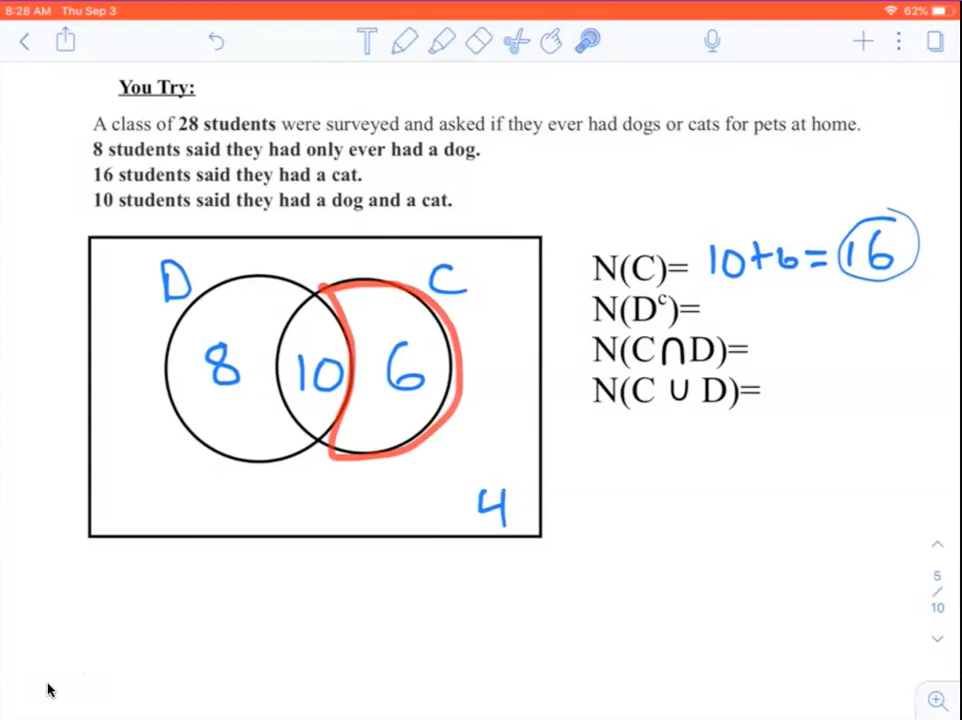 8:28 AM Thu Sep 3 62%
You Try:
A class of 28 students were surveyed and asked if they ever had dogs or cats for pets at home.
8 students said they had only ever had a dog.
16 students said they had a cat.
10 students said they had a dog and a cat.
D C
8 10 6
4
N(C)= 10+6=16
N(Dᶜ)=
N(C∩D)=
N(C ∪ D)=
5
/
10